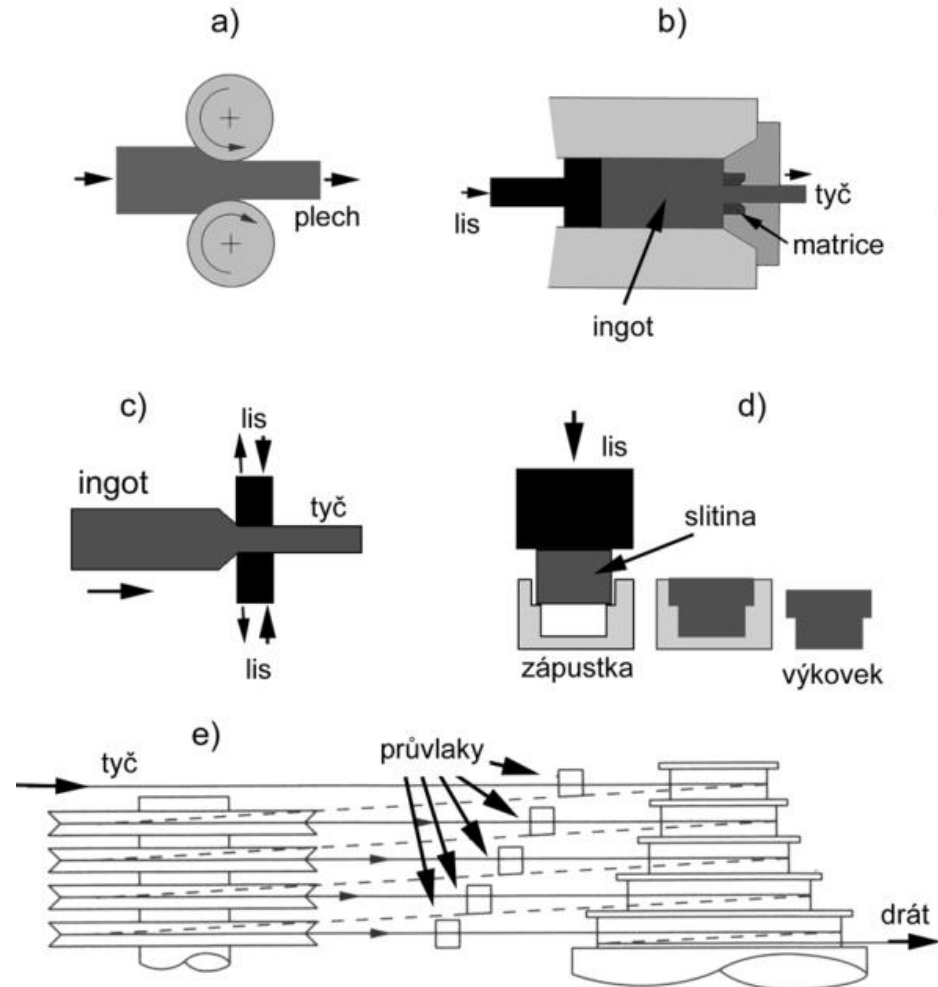 a)
b)
plech
lis
tyč
matrice
ingot
c)
lis
ingot
tyč
lis
d)
lis
slitina
zápustka
výkovek
e)
tyč
průvlaky
drát